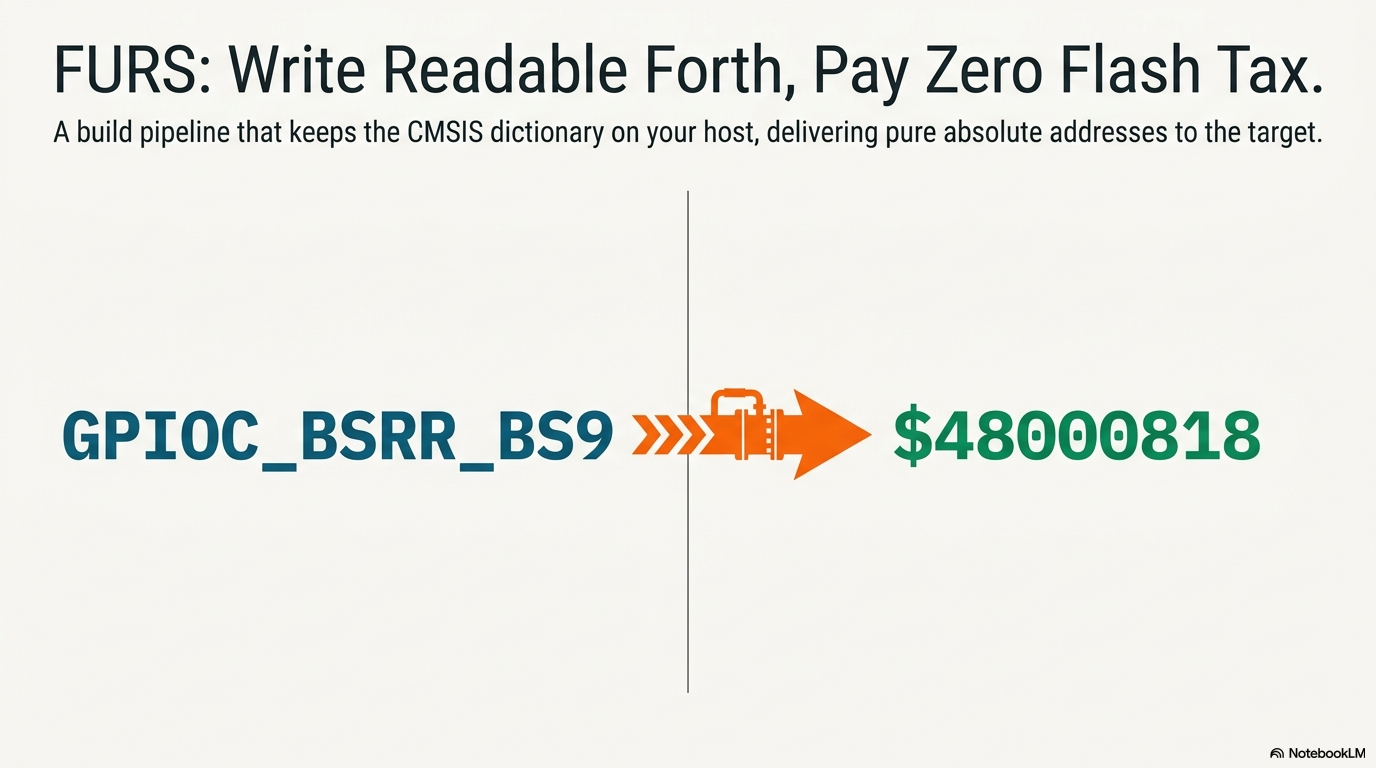 FURS: Write Readable Forth, Pay Zero Flash Tax.
A build pipeline that keeps the CMSIS dictionary on your host, delivering pure absolute addresses to the target.
GPIOC_BSRR_BS9
$48000818
NotebookLM